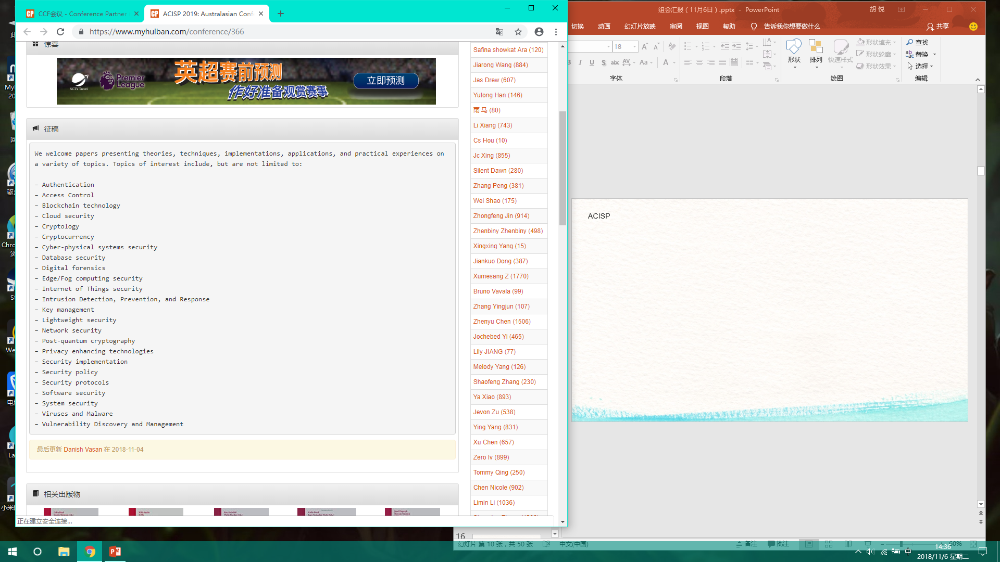 CCF会议 - Conference Partner
ACISP 2019: Australasian Conf
https://www.myhuiban.com/conference/366
惊喜
SCTY Travel
Premier League
英超赛前预测
作好准备观赏赛事
立即预测
征稿
We welcome papers presenting theories, techniques, implementations, applications, and practical experiences on
a variety of topics. Topics of interest include, but are not limited to:
- Authentication
- Access Control
- Blockchain technology
- Cloud security
- Cryptology
- Cryptocurrency
- Cyber-physical systems security
- Database security
- Digital forensics
- Edge/Fog computing security
- Internet of Things security
- Intrusion Detection, Prevention, and Response
- Key management
- Lightweight security
- Network security
- Post-quantum cryptography
- Privacy enhancing technologies
- Security implementation
- Security policy
- Security protocols
- Software security
- System security
- Viruses and Malware
- Vulnerability Discovery and Management
最后更新 Danish Vasan 在 2018-11-04
相关出版物
正在建立安全连接...
Safina showkat Ara (120)
Jiarong Wang (884)
Jas Drew (607)
Yutong Han (146)
雨 马 (80)
Li Xiang (743)
Cs Hou (10)
Jc Xing (855)
Silent Dawn (280)
Zhang Peng (381)
Wei Shao (175)
Zhongfeng Jin (914)
Zhenbiny Zhenbiny (498)
Xingxing Yang (15)
Jiankuo Dong (387)
Xumesang Z (1770)
Bruno Vavala (99)
Zhang Yingjun (107)
Zhenyu Chen (1506)
Jochebed Yi (465)
Lily JIANG (77)
Melody Yang (126)
Shaofeng Zhang (230)
Ya Xiao (893)
Jevon Zu (538)
Ying Yang (831)
Xu Chen (657)
Zero lv (899)
Tommy Qing (250)
Chen Nicole (902)
Limin Li (1036)
组会汇报（11月6日）.pptx - PowerPoint
胡 悦
切换
动画
幻灯片放映
审阅
视图
帮助
告诉我你想要做什么
共享
18
字体
段落
形状
排列
快速样式
形状填充
形状轮廓
形状效果
绘图
查找
替换
选择
编辑
ACISP
16
幻灯片 第 10 张，共 50 张
中文(中国)
备注
批注
60%
中
14:36
2018/11/6 星期二